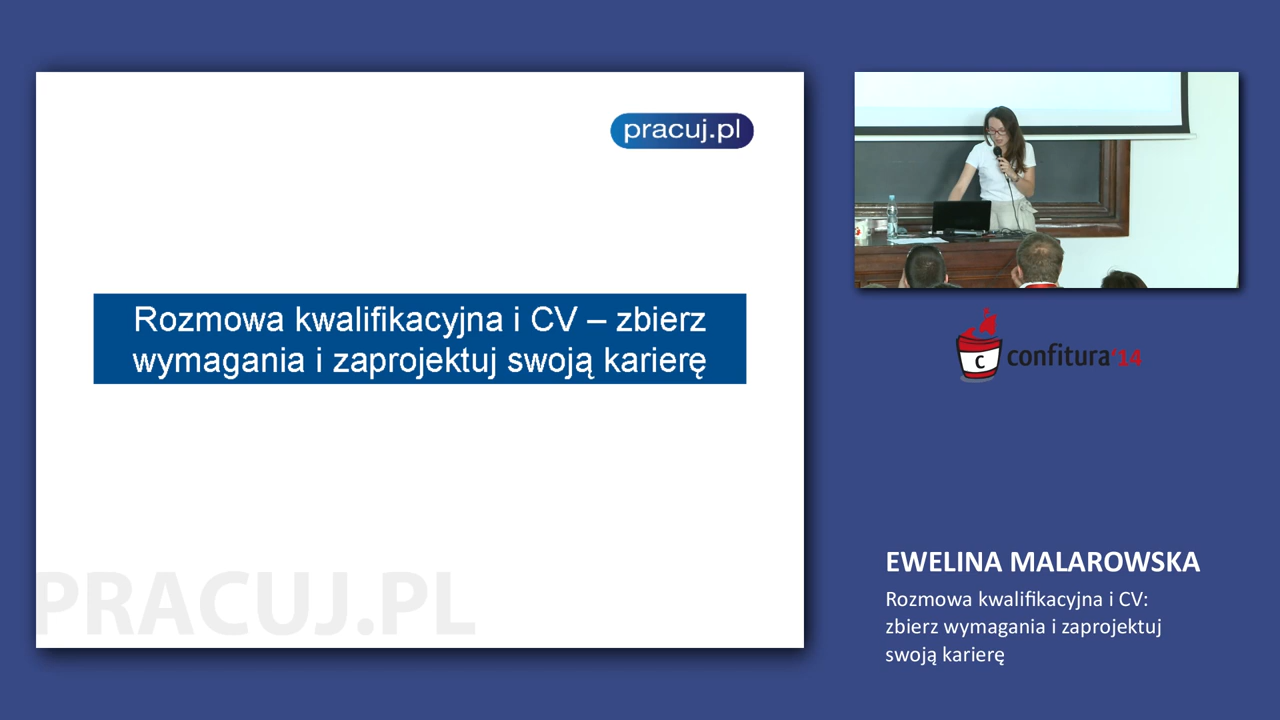 pracuj.pl
Rozmowa kwalifikacyjna i CV – zbierz
wymagania i zaprojektuj swoją karierę
PRACUJ.PL
C
confitura'14
EWELINA MALAROWSKA
Rozmowa kwalifikacyjna i CV:
zbierz wymagania i zaprojektuj
swoją karierę